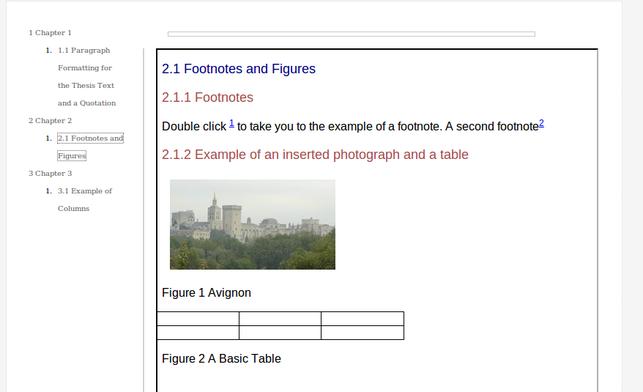 1 Chapter 1
1. 1.1 Paragraph
Formatting for
the Thesis Text
and a Quotation
2 Chapter 2
1. 2.1 Footnotes and
Figures
3 Chapter 3
1. 3.1 Example of
Columns
2.1 Footnotes and Figures
2.1.1 Footnotes
Double click 1 to take you to the example of a footnote. A second footnote2
2.1.2 Example of an inserted photograph and a table
Figure 1 Avignon
Figure 2 A Basic Table